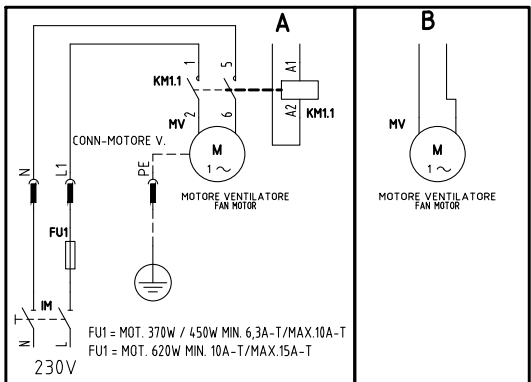 A
B
1
5
KM1.1
A1
A2
KM1.1
MV
2
6
M
1 ~
CONN-MOTORE V.
MOTORE VENTILATORE
FAN MOTOR
MV
M
1 ~
MOTORE VENTILATORE
FAN MOTOR
N
L1
PE
FU1
IM
N
L
230V
FU1 = MOT. 370W / 450W MIN. 6,3A-T/MAX.10A-T
FU1 = MOT. 620W MIN. 10A-T/MAX.15A-T